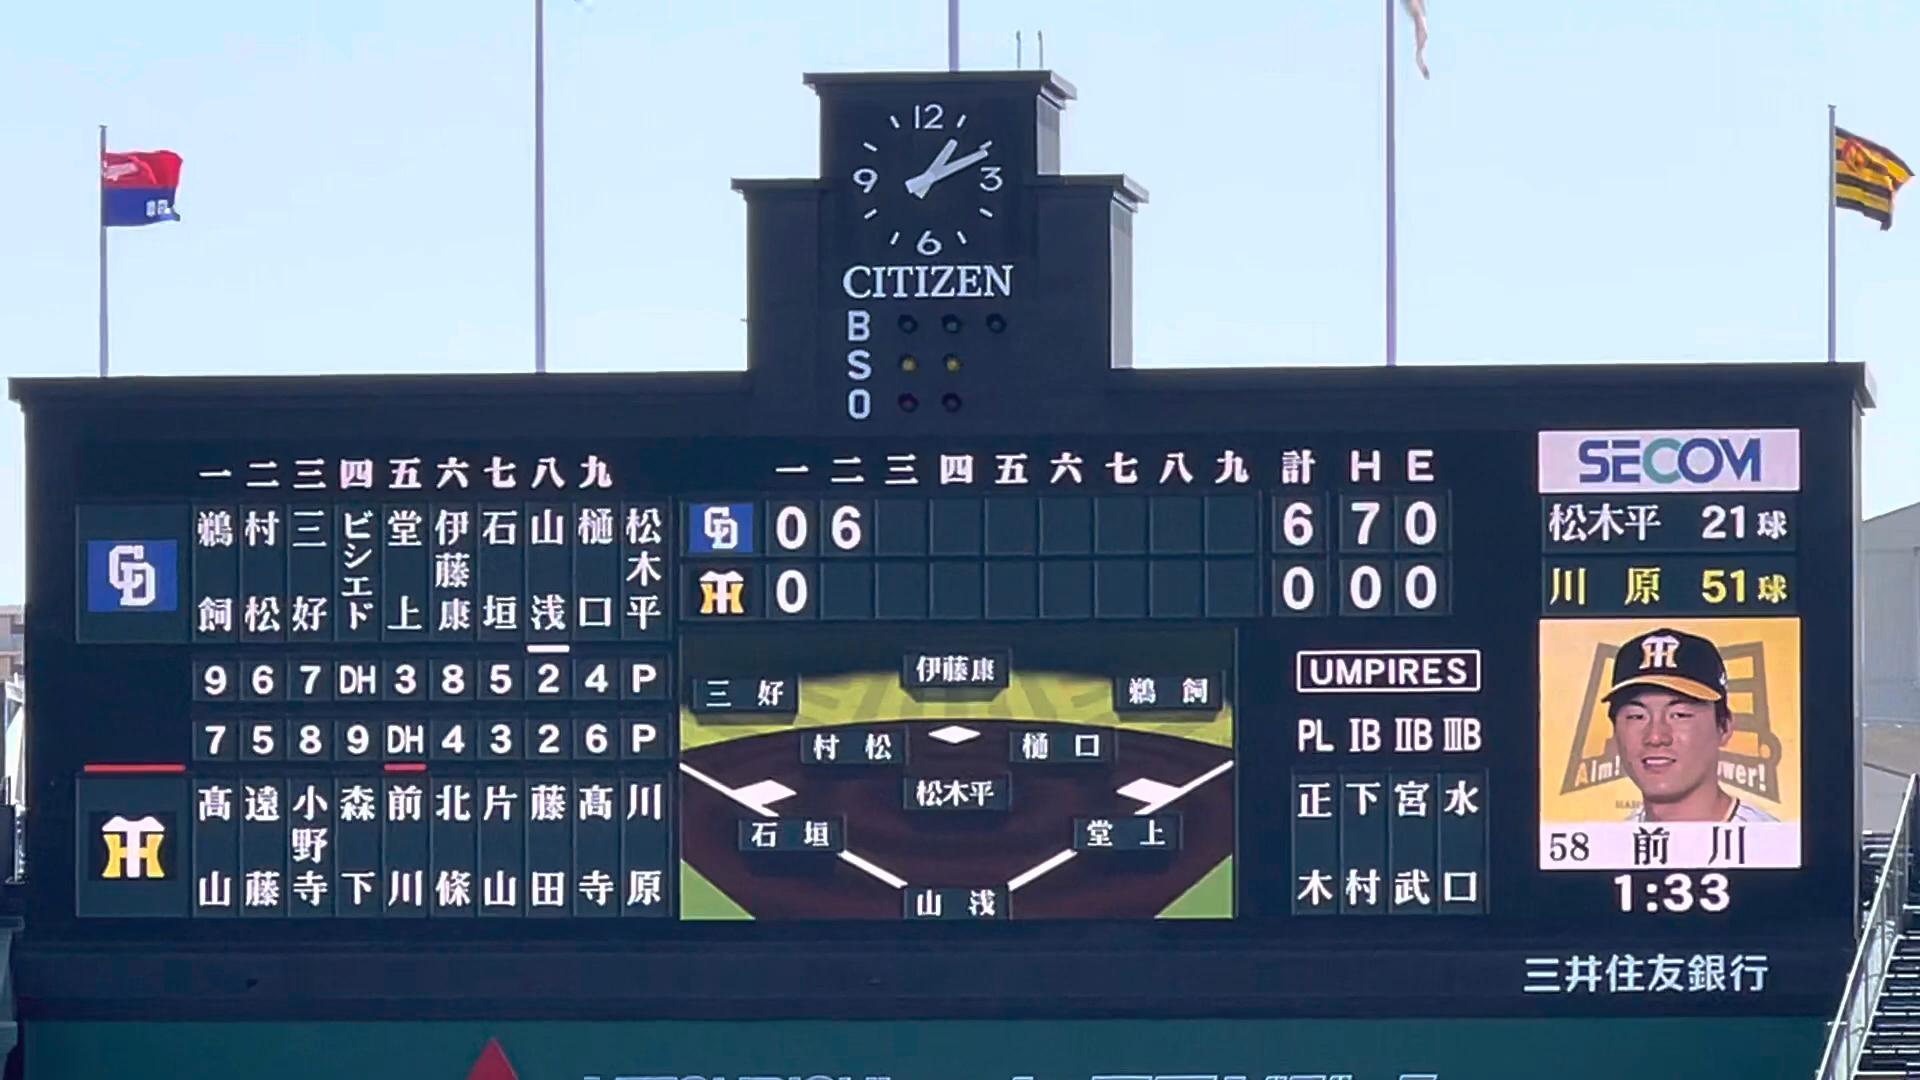 12
9 3
6
CITIZEN
B
S
O
一 二 三 四 五 六 七 八 九
鵜飼 村松 三好 ビシエド 堂上 伊藤康 石垣 山浅 樋口 松木平
9 6 7 DH 3 8 5 2 4 P
7 5 8 9 DH 4 3 2 6 P
髙山 遠藤 小野寺 森下 前川 北條 片山 藤田 髙寺 川原
一 二 三 四 五 六 七 八 九 計 H E
0 6 6 7 0
0 0 0 0
伊藤康
三好 鵜飼
村松 樋口
松木平
石垣 堂上
山浅
UMPIRES
PL IB IIB IIIB
正木 下村 宮武 水口
SECOM
松木平 21球
川原 51球
58 前川
1:33
三井住友銀行